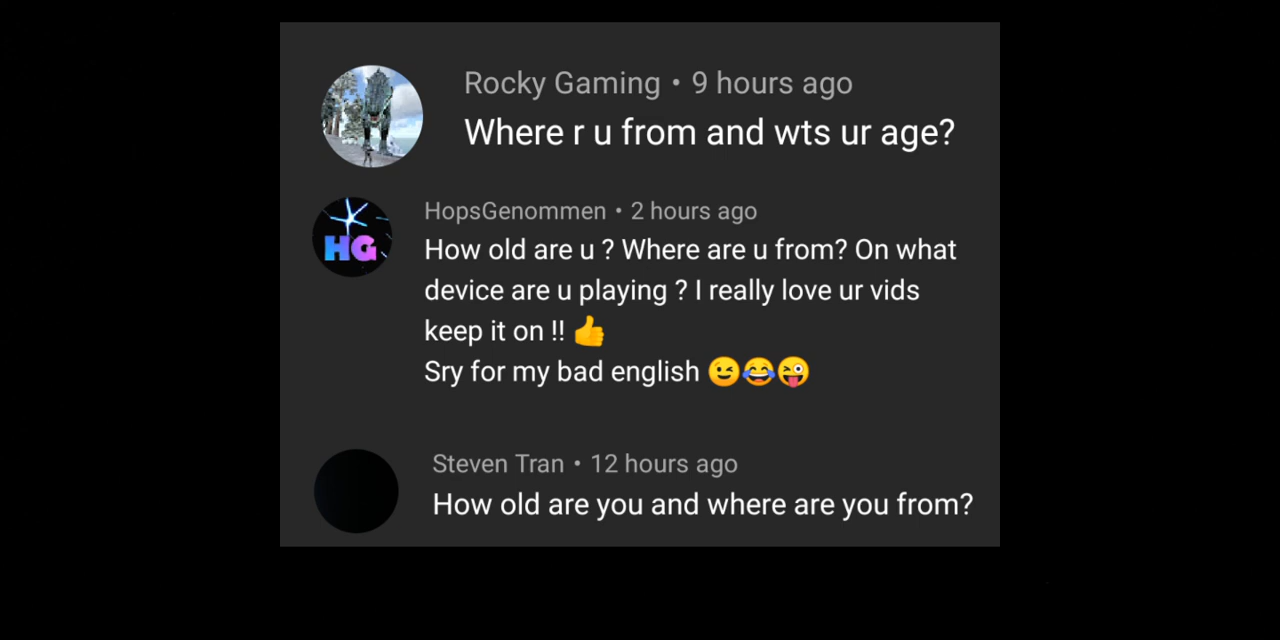 Rocky Gaming • 9 hours ago
Where r u from and wts ur age?
HG
HopsGenommen • 2 hours ago
How old are u ? Where are u from? On what
device are u playing ? I really love ur vids
keep it on !! 👍
Sry for my bad english 😉😂😜
Steven Tran • 12 hours ago
How old are you and where are you from?